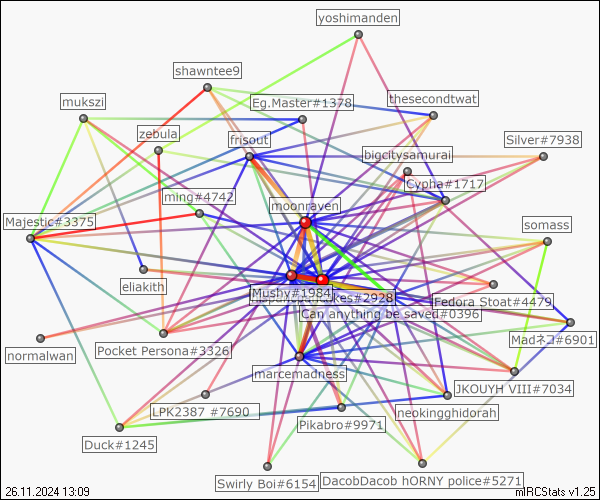 yoshimanden
shawntee9
mukszi
Eg.Master#1378
thesecondtwat
zebula
frisout
Silver#7938
bigcitysamurai
Cypha#1717
ming#4742
moonraven
Majestic#3375
somass
eliakith
Mushy#1984
kes#2928
Fedora Stoat#4479
Can anything be saved#0396
Madネコ#6901
normalwan
Pocket Persona#3326
marcemadness
JKOUYH VIII#7034
LPK2387 #7690
neokingghidorah
Pikabro#9971
Duck#1245
Swirly Boi#6154
DacobDacob hORNY police#5271
26.11.2024 13:09
mIRCStats v1.25